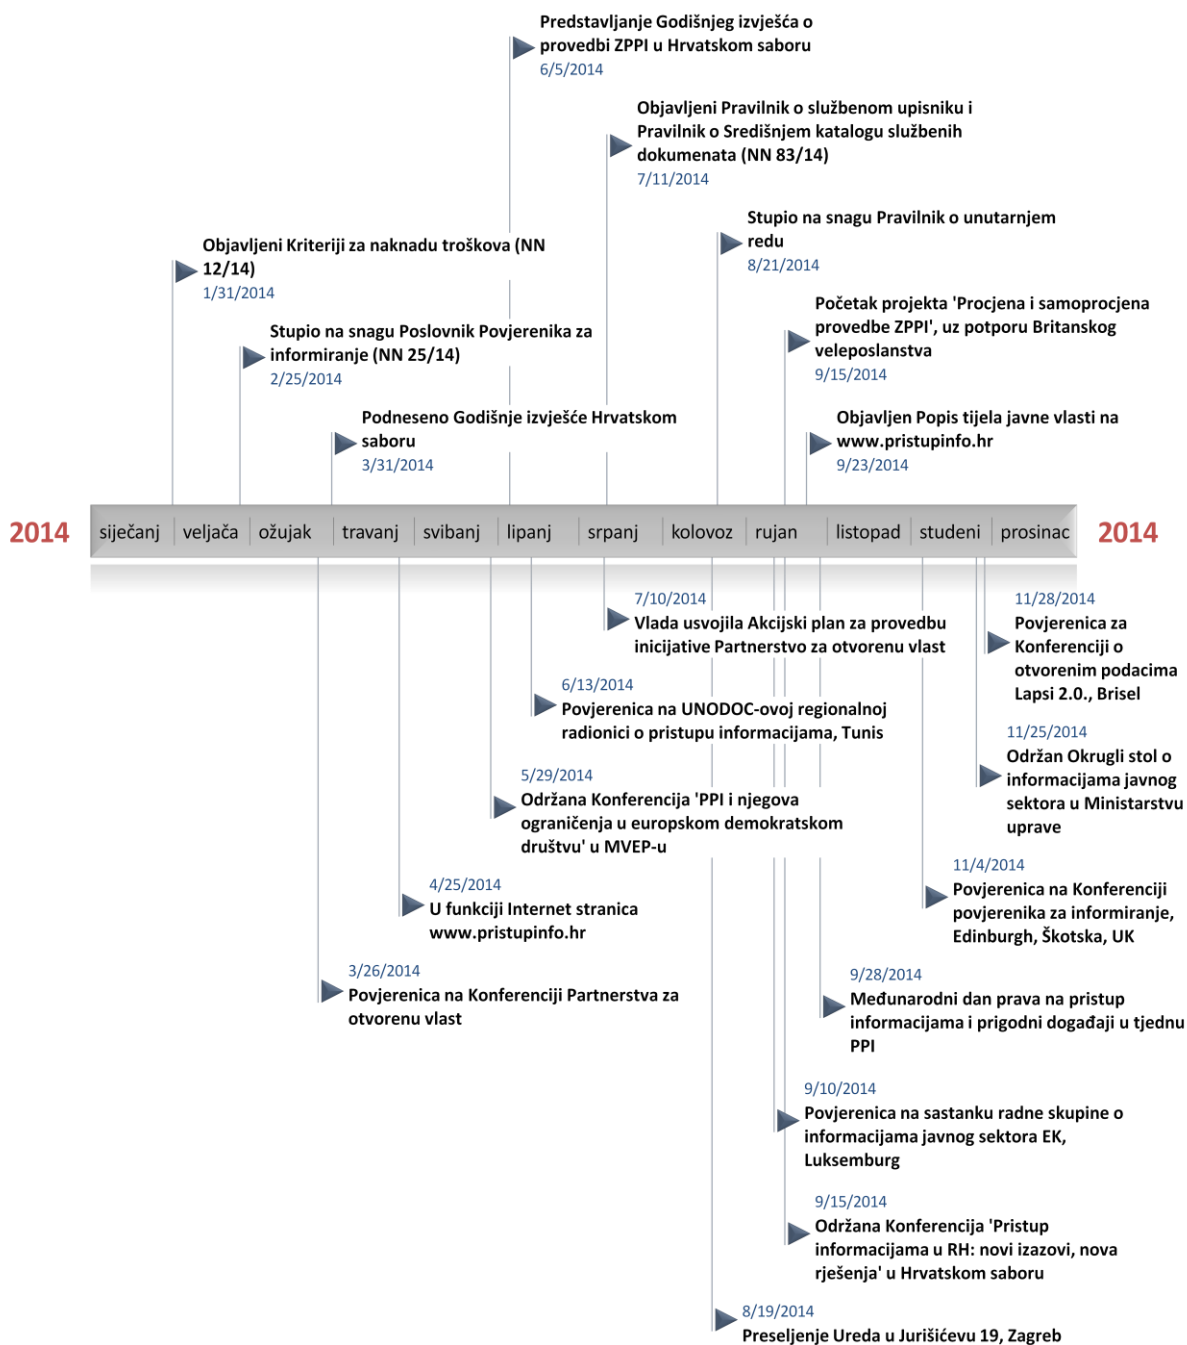 Predstavljanje Godišnjeg izvješća o
provedbi ZPPI u Hrvatskom saboru
6/5/2014
Objavljeni Pravilnik o službenom upisniku i
Pravilnik o Središnjem katalogu službenih
dokumenata (NN 83/14)
7/11/2014
Stupio na snagu Pravilnik o unutarnjem
redu
8/21/2014
Objavljeni Kriteriji za naknadu troškova (NN
12/14)
1/31/2014
Početak projekta 'Procjena i samoprocjena
provedbe ZPPI', uz potporu Britanskog
veleposlanstva
9/15/2014
Stupio na snagu Poslovnik Povjerenika za
informiranje (NN 25/14)
2/25/2014
Podneseno Godišnje izvješće Hrvatskom
saboru
3/31/2014
Objavljen Popis tijela javne vlasti na
www.pristupinfo.hr
9/23/2014
2014 siječanj veljača ožujak travanj svibanj lipanj srpanj kolovoz rujan listopad studeni prosinac 2014
7/10/2014
Vlada usvojila Akcijski plan za provedbu
inicijative Partnerstvo za otvorenu vlast
11/28/2014
Povjerenica za
Konferenciji o
otvorenim podacima
Lapsi 2.0., Brisel
6/13/2014
Povjerenica na UNODOC-ovoj regionalnoj
radionici o pristupu informacijama, Tunis
11/25/2014
Održan Okrugli stol o
informacijama javnog
sektora u Ministarstvu
uprave
5/29/2014
Održana Konferencija 'PPI i njegova
ograničenja u europskom demokratskom
društvu' u MVEP-u
11/4/2014
Povjerenica na Konferenciji
povjerenika za informiranje,
Edinburgh, Škotska, UK
4/25/2014
U funkciji Internet stranica
www.pristupinfo.hr
3/26/2014
Povjerenica na Konferenciji Partnerstva za
otvorenu vlast
9/28/2014
Međunarodni dan prava na pristup
informacijama i prigodni događaji u tjednu
PPI
9/10/2014
Povjerenica na sastanku radne skupine o
informacijama javnog sektora EK,
Luksemburg
9/15/2014
Održana Konferencija 'Pristup
informacijama u RH: novi izazovi, nova
rješenja' u Hrvatskom saboru
8/19/2014
Preseljenje Ureda u Jurišićevu 19, Zagreb